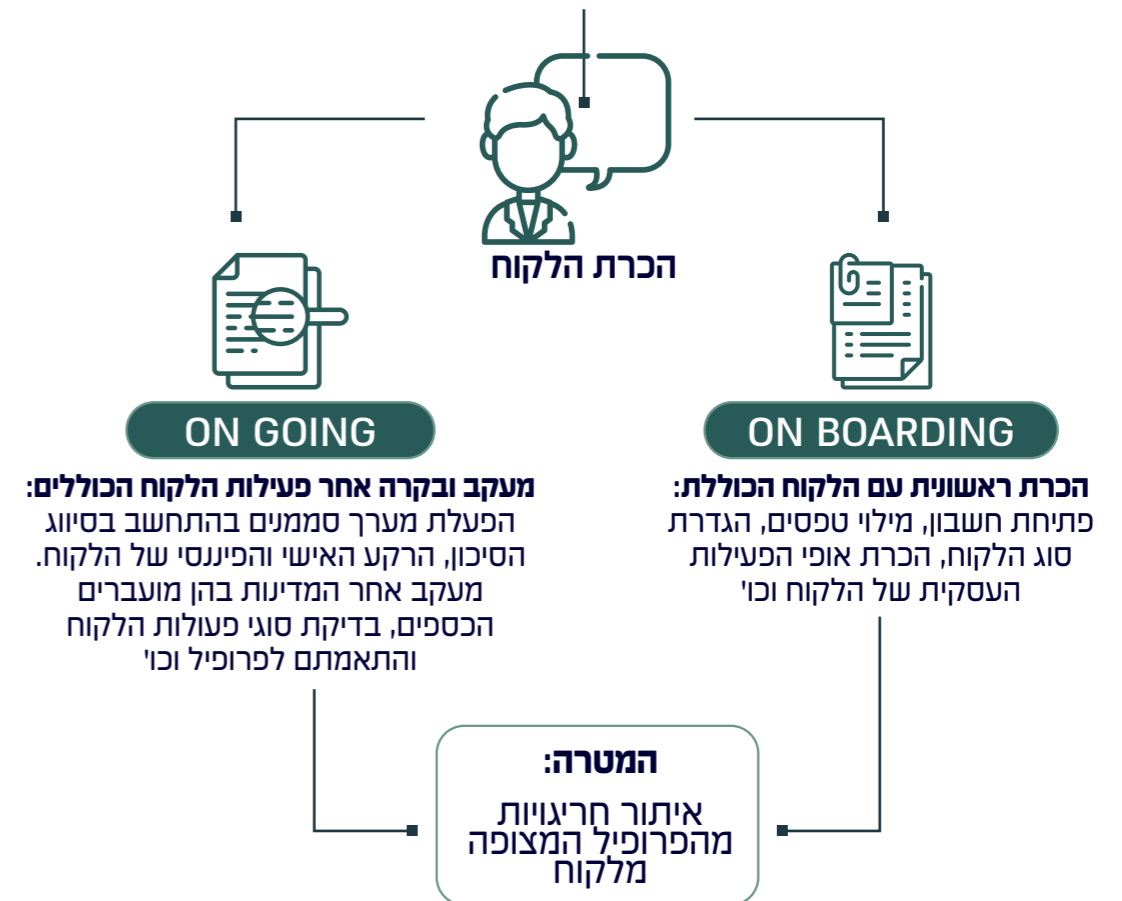 הכרת הלקוח
ON BOARDING
הכרת ראשונית עם הלקוח הכוללת:
פתיחת חשבון, מילוי טפסים, הגדרת
סוג הלקוח, הכרת אופי הפעילות
העסקית של הלקוח וכו'
ON GOING
מעקב ובקרה אחר פעילות הלקוח הכוללים:
הפעלת מערך סממנים בהתחשב בסיווג
הסיכון, הרקע האישי והפיננסי של הלקוח.
מעקב אחר המדינות בהן מועברים
הכספים, בדיקת סוגי פעולות הלקוח
והתאמתם לפרופיל וכו'
המטרה:
איתור חריגויות
מהפרופיל המצופה
מלקוח